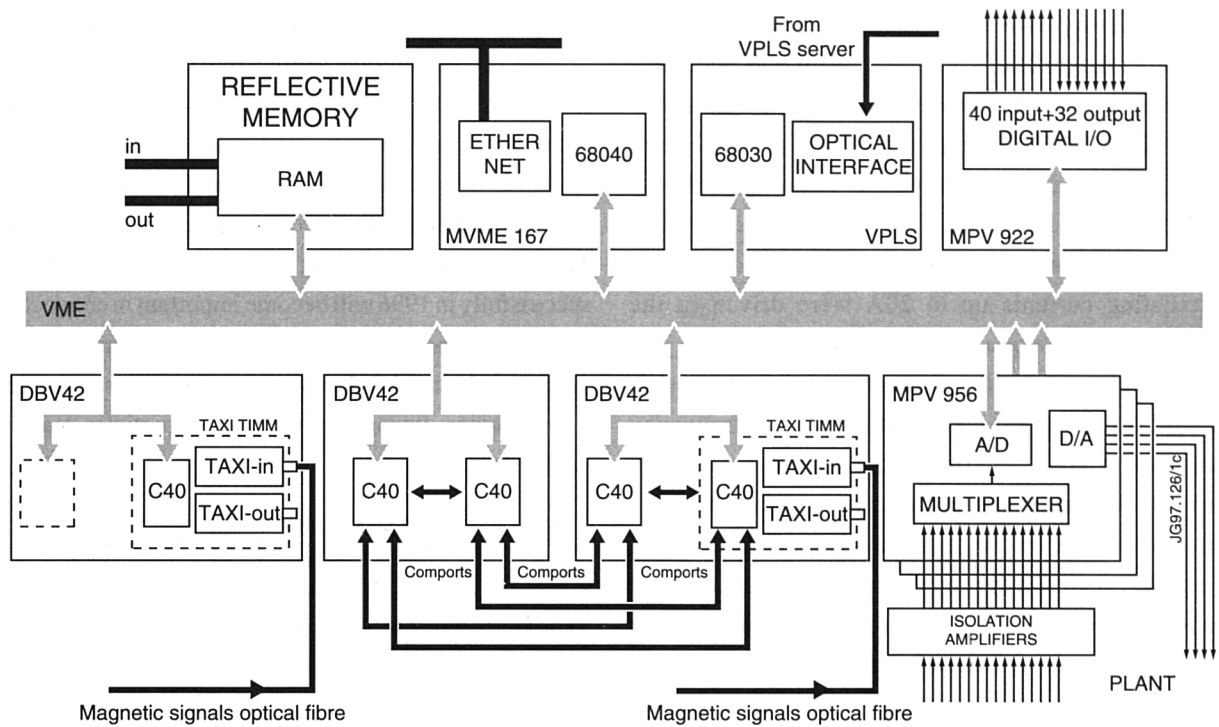 From
VPLS server
REFLECTIVE
MEMORY
in
RAM
out
ETHER
NET
68040
MVME 167
68030
OPTICAL
INTERFACE
VPLS
40 input+32 output
DIGITAL I/O
MPV 922
VME
DBV42
TAXI TIMM
C40
TAXI-in
TAXI-out
DBV42
C40
C40
DBV42
TAXI TIMM
C40
C40
TAXI-in
TAXI-out
MPV 956
A/D
D/A
MULTIPLEXER
JG97.126/1c
Comports
Comports
Comports
ISOLATION
AMPLIFIERS
PLANT
Magnetic signals optical fibre
Magnetic signals optical fibre